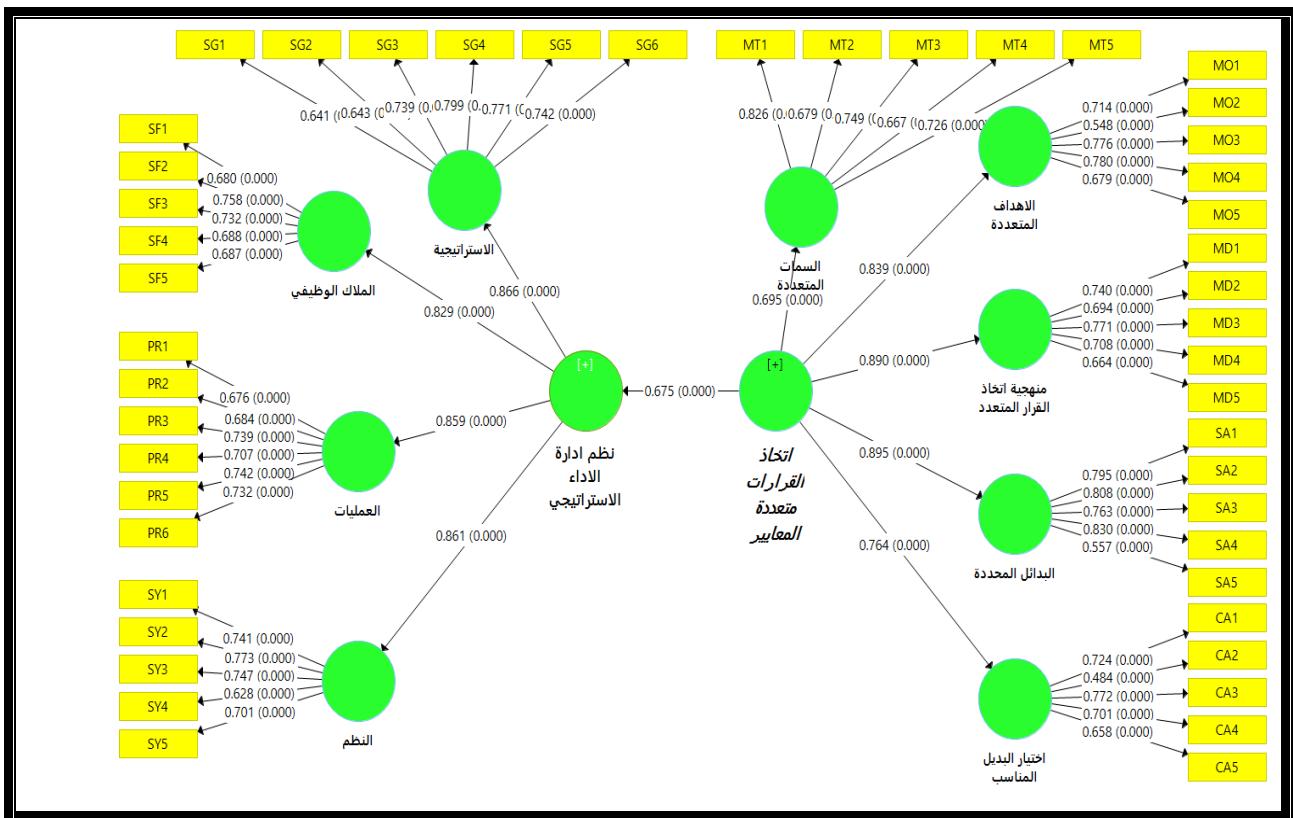 SG1 SG2 SG3 SG4 SG5 SG6
MT1 MT2 MT3 MT4 MT5
0.641 0.643 0.739 0.799 0.771 0.742 (0.000)
0.826 0.679 0.749 0.667 0.726 (0.000)
SF1
SF2
SF3
SF4
SF5
0.680 (0.000)
0.758 (0.000)
0.732 (0.000)
0.688 (0.000)
0.687 (0.000)
الملاك الوظيفي
الاستراتيجية
0.829 (0.000)
0.866 (0.000)
PR1
PR2
PR3
PR4
PR5
PR6
0.676 (0.000)
0.684 (0.000)
0.739 (0.000)
0.707 (0.000)
0.742 (0.000)
0.732 (0.000)
العمليات
0.859 (0.000)
SY1
SY2
SY3
SY4
SY5
0.741 (0.000)
0.773 (0.000)
0.747 (0.000)
0.628 (0.000)
0.701 (0.000)
النظم
0.861 (0.000)
[+]
نظم ادارة
الاداء
الاستراتيجي
0.675 (0.000)
[+]
اتخاذ
القرارات
متعددة
المعايير
السمات
المتعددة
0.695 (0.000)
0.839 (0.000)
0.890 (0.000)
0.895 (0.000)
0.764 (0.000)
MO1
MO2
MO3
MO4
MO5
0.714 (0.000)
0.548 (0.000)
0.776 (0.000)
0.780 (0.000)
0.679 (0.000)
الاهداف
المتعددة
MD1
MD2
MD3
MD4
MD5
0.740 (0.000)
0.694 (0.000)
0.771 (0.000)
0.708 (0.000)
0.664 (0.000)
منهجية اتخاذ
القرار المتعدد
SA1
SA2
SA3
SA4
SA5
0.795 (0.000)
0.808 (0.000)
0.763 (0.000)
0.830 (0.000)
0.557 (0.000)
البدائل المحددة
CA1
CA2
CA3
CA4
CA5
0.724 (0.000)
0.484 (0.000)
0.772 (0.000)
0.701 (0.000)
0.658 (0.000)
اختيار البديل
المناسب